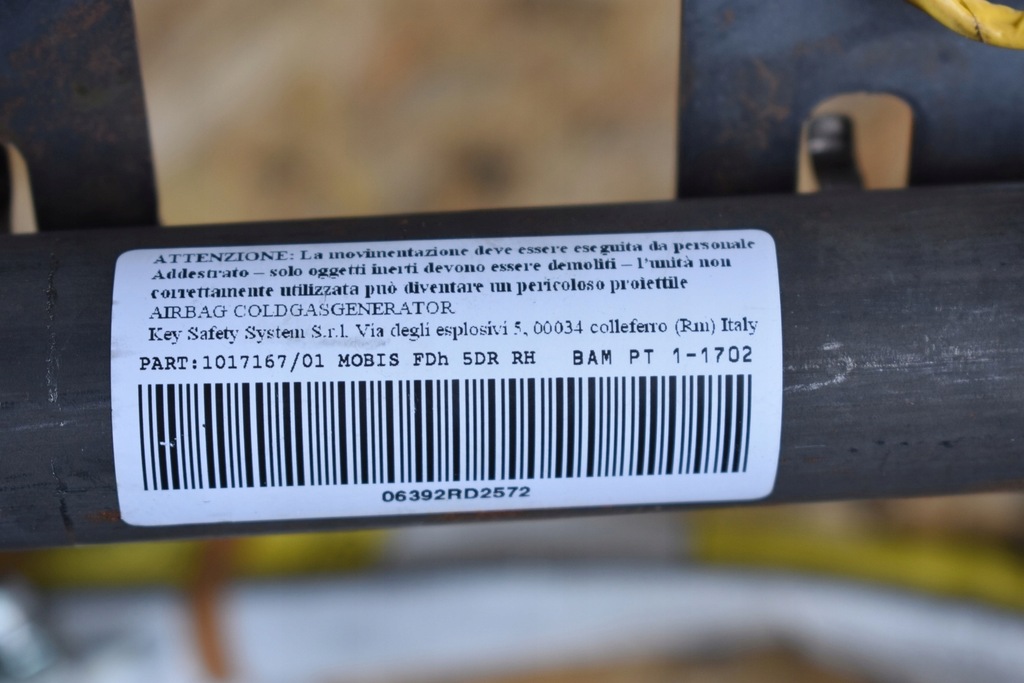 ATTENZIONE: La movimentazione deve essere eseguita da personale
Addestrato – solo oggetti inerti devono essere demoliti – l'unità non
correttamente utilizzata può diventare un pericoloso proiettile
AIRBAG COLDGASGENERATOR
Key Safety System S.r.l. Via degli esplosivi 5, 00034 colleferro (Rm) Italy
PART:1017167/01 MOBIS FDh 5DR RH BAM PT 1-1702
06392RD2572